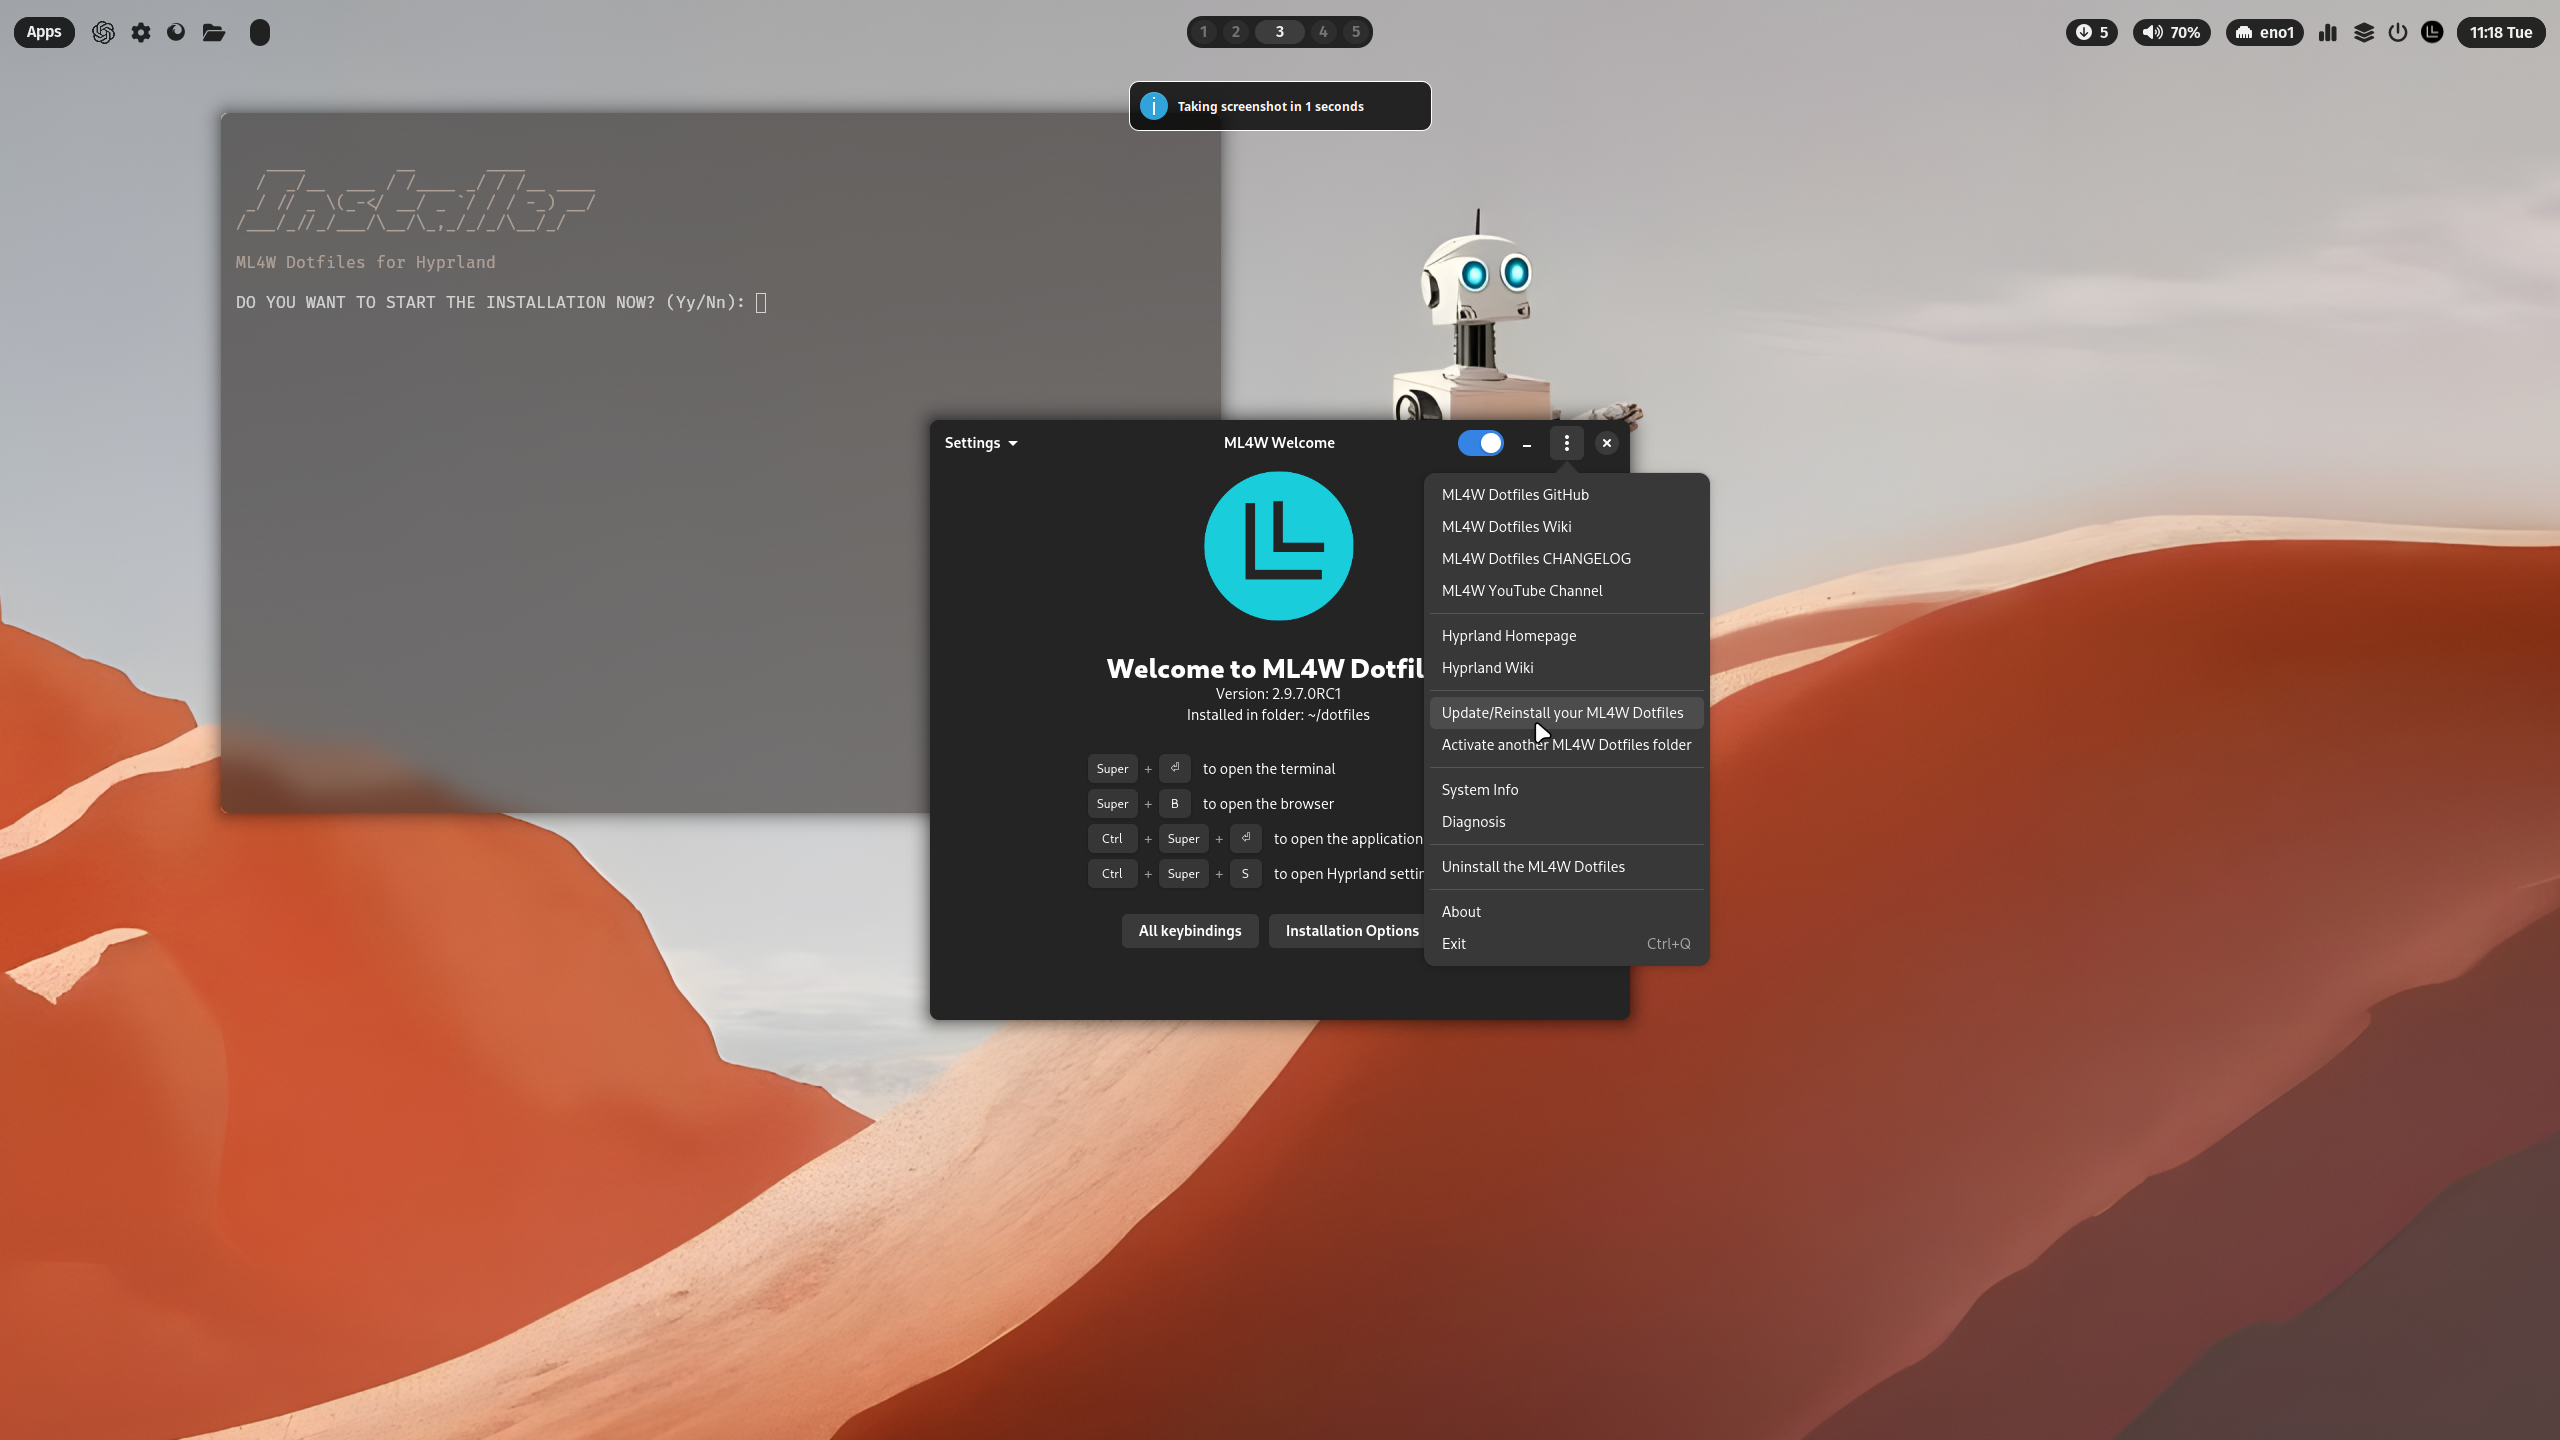 Apps
1 2 3 4 5
5
70%
eno1
11:18 Tue
Taking screenshot in 1 seconds
Installer
ML4W Dotfiles for Hyprland
DO YOU WANT TO START THE INSTALLATION NOW? (Yy/Nn):
Settings
ML4W Welcome
Welcome to ML4W Dotfil
Version: 2.9.7.0RC1
Installed in folder: ~/dotfiles
Super + ⏎ to open the terminal
Super + B to open the browser
Ctrl + Super + ⏎ to open the application
Ctrl + Super + S to open Hyprland settin
All keybindings
Installation Options
ML4W Dotfiles GitHub
ML4W Dotfiles Wiki
ML4W Dotfiles CHANGELOG
ML4W YouTube Channel
Hyprland Homepage
Hyprland Wiki
Update/Reinstall your ML4W Dotfiles
Activate another ML4W Dotfiles folder
System Info
Diagnosis
Uninstall the ML4W Dotfiles
About
Exit Ctrl+Q